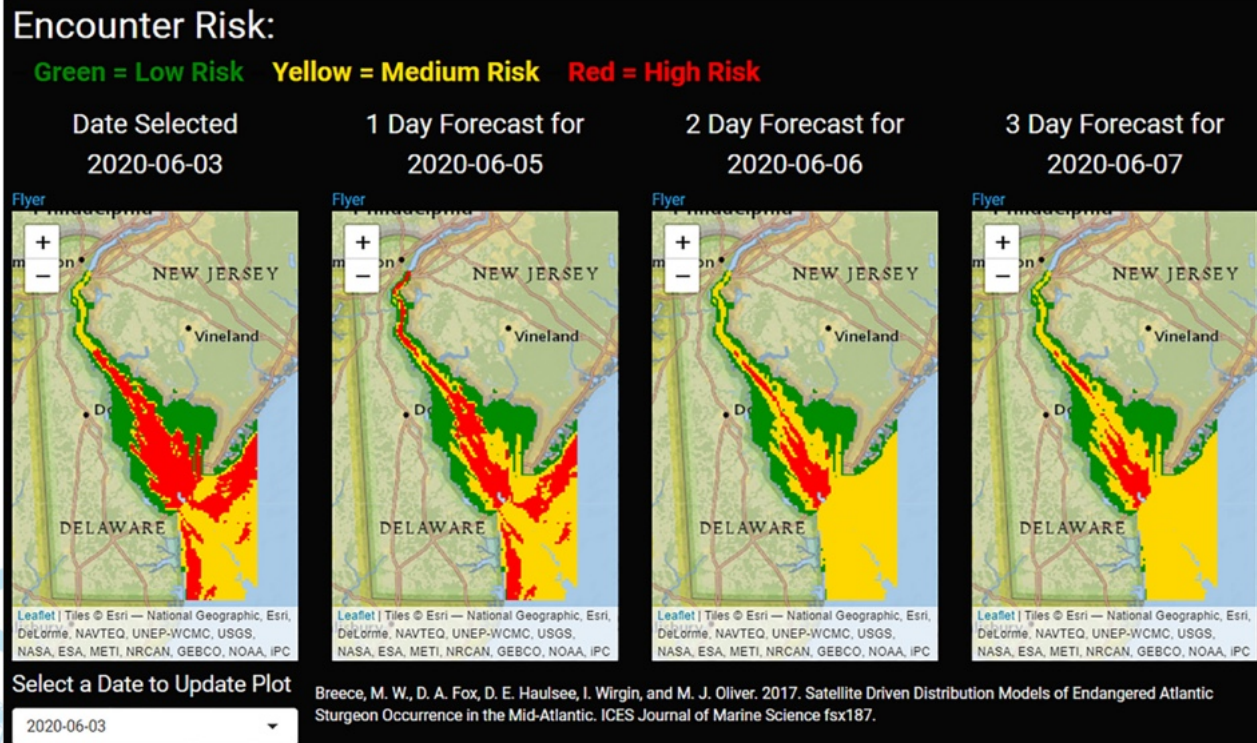 Encounter Risk:
Green = Low Risk Yellow = Medium Risk Red = High Risk
Date Selected
2020-06-03
1 Day Forecast for
2020-06-05
2 Day Forecast for
2020-06-06
3 Day Forecast for
2020-06-07
Flyer
+
−
NEW JERSEY
Vineland
DELAWARE
Leaflet | Tiles © Esri — National Geographic, Esri,
DeLorme, NAVTEQ, UNEP-WCMC, USGS,
NASA, ESA, METI, NRCAN, GEBCO, NOAA, iPC
Flyer
+
−
NEW JERSEY
Vineland
DELAWARE
Leaflet | Tiles © Esri — National Geographic, Esri,
DeLorme, NAVTEQ, UNEP-WCMC, USGS,
NASA, ESA, METI, NRCAN, GEBCO, NOAA, iPC
Flyer
+
−
NEW JERSEY
Vineland
DELAWARE
Leaflet | Tiles © Esri — National Geographic, Esri,
DeLorme, NAVTEQ, UNEP-WCMC, USGS,
NASA, ESA, METI, NRCAN, GEBCO, NOAA, iPC
Flyer
+
−
NEW JERSEY
Vineland
DELAWARE
Leaflet | Tiles © Esri — National Geographic, Esri,
DeLorme, NAVTEQ, UNEP-WCMC, USGS,
NASA, ESA, METI, NRCAN, GEBCO, NOAA, iPC
Select a Date to Update Plot
2020-06-03
Breece, M. W., D. A. Fox, D. E. Haulsee, I. Wirgin, and M. J. Oliver. 2017. Satellite Driven Distribution Models of Endangered Atlantic
Sturgeon Occurrence in the Mid-Atlantic. ICES Journal of Marine Science fsx187.